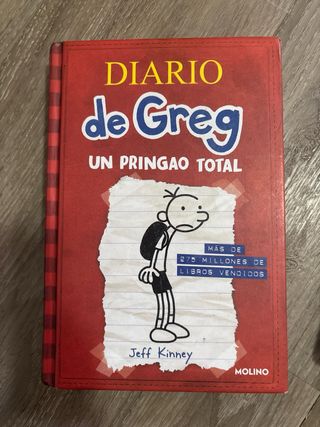 DIARIO
de Greg
UN PRINGAO TOTAL
MÁS DE
275 MILLONES DE
LIBROS VENDIDOS
Jeff Kinney
MOLINO